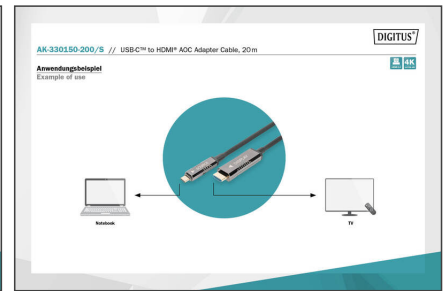 DIGITUS®
AK-330150-200/S // USB-C™ to HDMI® AOC Adapter Cable, 20 m
Anwendungsbeispiel
Example of use
4K
Notebook
TV